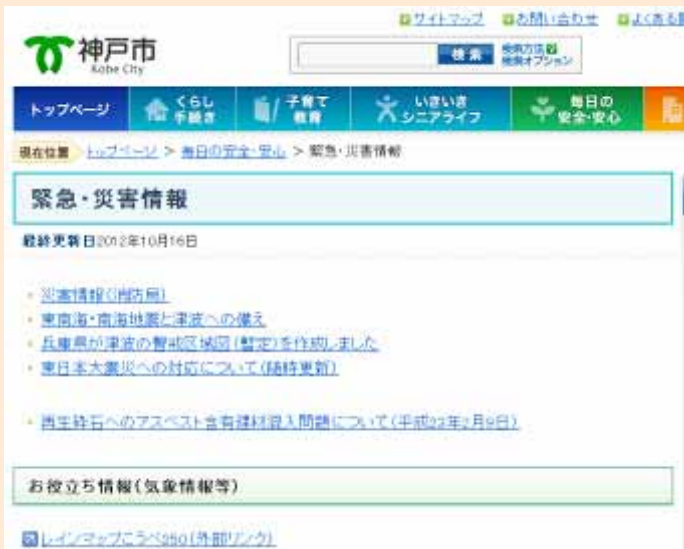 サイトマップ お問い合わせ よくある
神戸市
Kobe City
検索 検索方法
検索オプション
トップページ くらし 手続き 子育て 教育 いきいき シニアライフ 毎日の 安全・安心
現在位置 トップページ > 毎日の安全・安心 > 緊急・災害情報
緊急・災害情報
最終更新日2012年10月16日
災害情報(消防局)
東南海・南海地震と津波への備え
兵庫県が津波の警戒区域図(暫定)を作成しました
東日本大震災への対応について(随時更新)
再生砕石へのアスベスト含有建材混入問題について(平成22年2月9日)
お役立ち情報(気象情報等)
レインマップこうべ250(外部リンク)